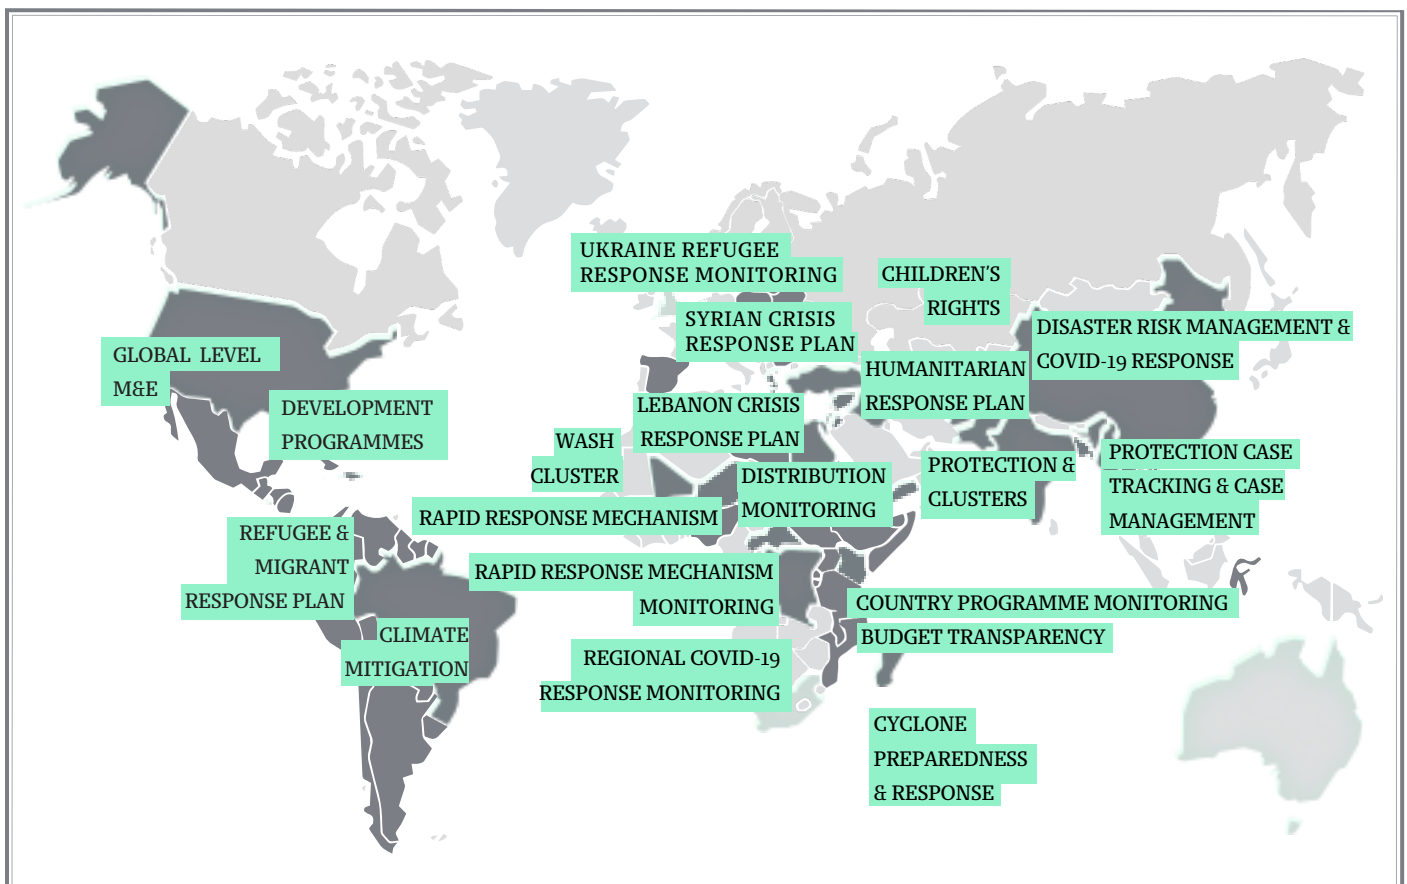 UKRAINE REFUGEE
RESPONSE MONITORING
CHILDREN'S
RIGHTS
SYRIAN CRISIS
RESPONSE PLAN
DISASTER RISK MANAGEMENT &
COVID-19 RESPONSE
GLOBAL LEVEL
M&E
HUMANITARIAN
RESPONSE PLAN
DEVELOPMENT
PROGRAMMES
LEBANON CRISIS
RESPONSE PLAN
WASH
CLUSTER
DISTRIBUTION
MONITORING
PROTECTION &
CLUSTERS
PROTECTION CASE
TRACKING & CASE
MANAGEMENT
RAPID RESPONSE MECHANISM
REFUGEE &
MIGRANT
RESPONSE PLAN
RAPID RESPONSE MECHANISM
MONITORING
COUNTRY PROGRAMME MONITORING
BUDGET TRANSPARENCY
CLIMATE
MITIGATION
REGIONAL COVID-19
RESPONSE MONITORING
CYCLONE
PREPAREDNESS
& RESPONSE